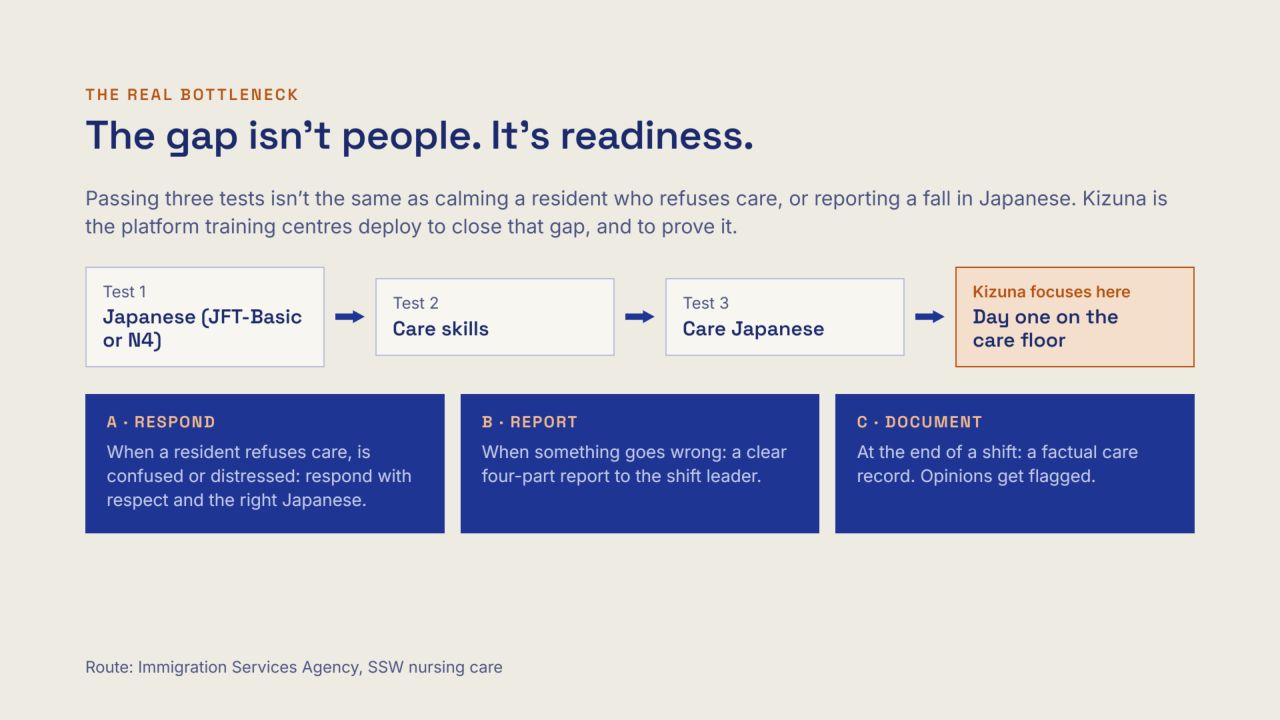 THE REAL BOTTLENECK
The gap isn’t people. It’s readiness.
Passing three tests isn’t the same as calming a resident who refuses care, or reporting a fall in Japanese. Kizuna is
the platform training centres deploy to close that gap, and to prove it.
Test 1
Japanese (JFT-Basic
or N4)
Test 2
Care skills
Test 3
Care Japanese
Kizuna focuses here
Day one on the
care floor
A · RESPOND
When a resident refuses care, is
confused or distressed: respond with
respect and the right Japanese.
B · REPORT
When something goes wrong: a clear
four-part report to the shift leader.
C · DOCUMENT
At the end of a shift: a factual care
record. Opinions get flagged.
Route: Immigration Services Agency, SSW nursing care